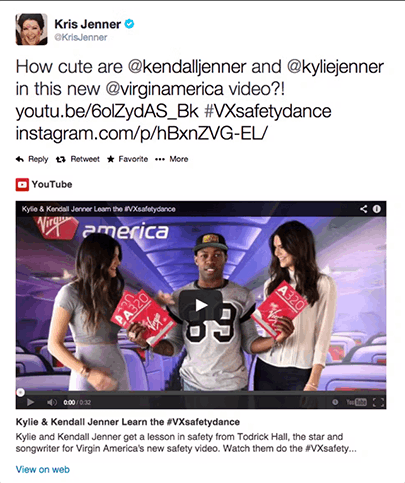 Kris Jenner
@KrisJenner
How cute are @kendalljenner and @kyliejenner
in this new @virginamerica video?!
youtu.be/6olZydAS_Bk #VXsafetydance
instagram.com/p/hBxnZVG-EL/
Reply Retweet Favorite ••• More
YouTube
Kylie & Kendall Jenner Learn the #VXsafetydance
Virgin america
A320
A320
89
0:00 / 0:32
YouTube
Kylie & Kendall Jenner Learn the #VXsafetydance
Kylie and Kendall Jenner get a lesson in safety from Todrick Hall, the star and
songwriter for Virgin America's new safety video. Watch them do the #VXsafety...
View on web